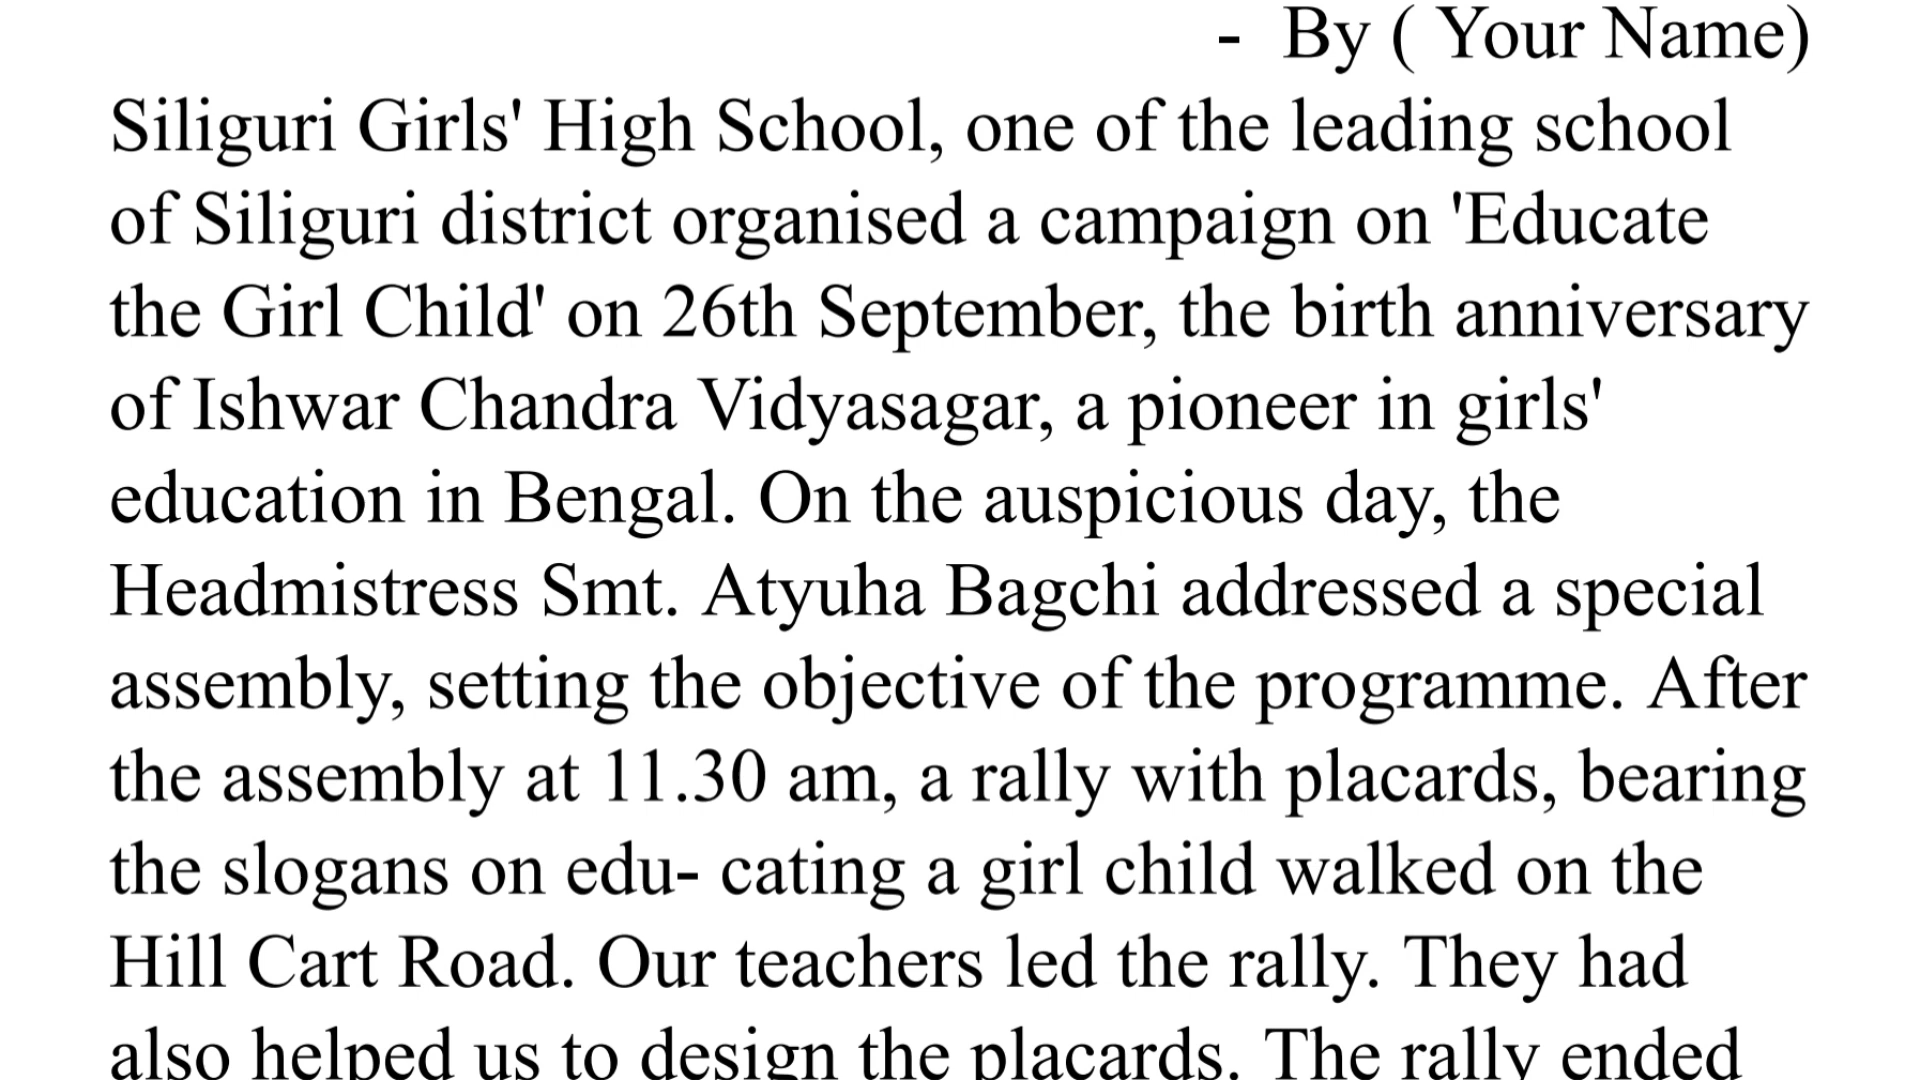 - By ( Your Name)
Siliguri Girls' High School, one of the leading school
of Siliguri district organised a campaign on 'Educate
the Girl Child' on 26th September, the birth anniversary
of Ishwar Chandra Vidyasagar, a pioneer in girls'
education in Bengal. On the auspicious day, the
Headmistress Smt. Atyuha Bagchi addressed a special
assembly, setting the objective of the programme. After
the assembly at 11.30 am, a rally with placards, bearing
the slogans on edu- cating a girl child walked on the
Hill Cart Road. Our teachers led the rally. They had
also helped us to design the placards. The rally ended